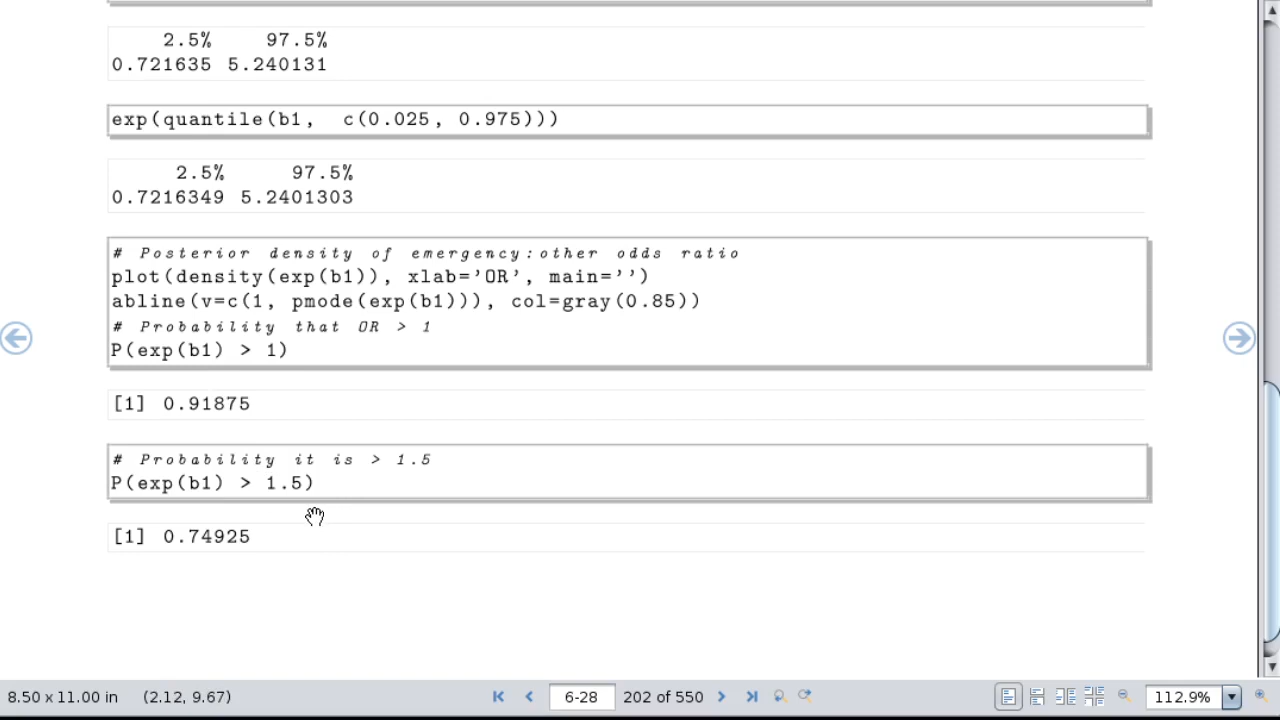 2.5% 97.5%
0.721635 5.240131
exp(quantile(b1, c(0.025, 0.975)))
2.5% 97.5%
0.7216349 5.2401303
# Posterior density of emergency:other odds ratio
plot(density(exp(b1)), xlab='OR', main='')
abline(v=c(1, pmode(exp(b1))), col=gray(0.85))
# Probability that OR > 1
P(exp(b1) > 1)
[1] 0.91875
# Probability it is > 1.5
P(exp(b1) > 1.5)
[1] 0.74925
8.50 x 11.00 in (2.12, 9.67) 6-28 202 of 550 112.9%